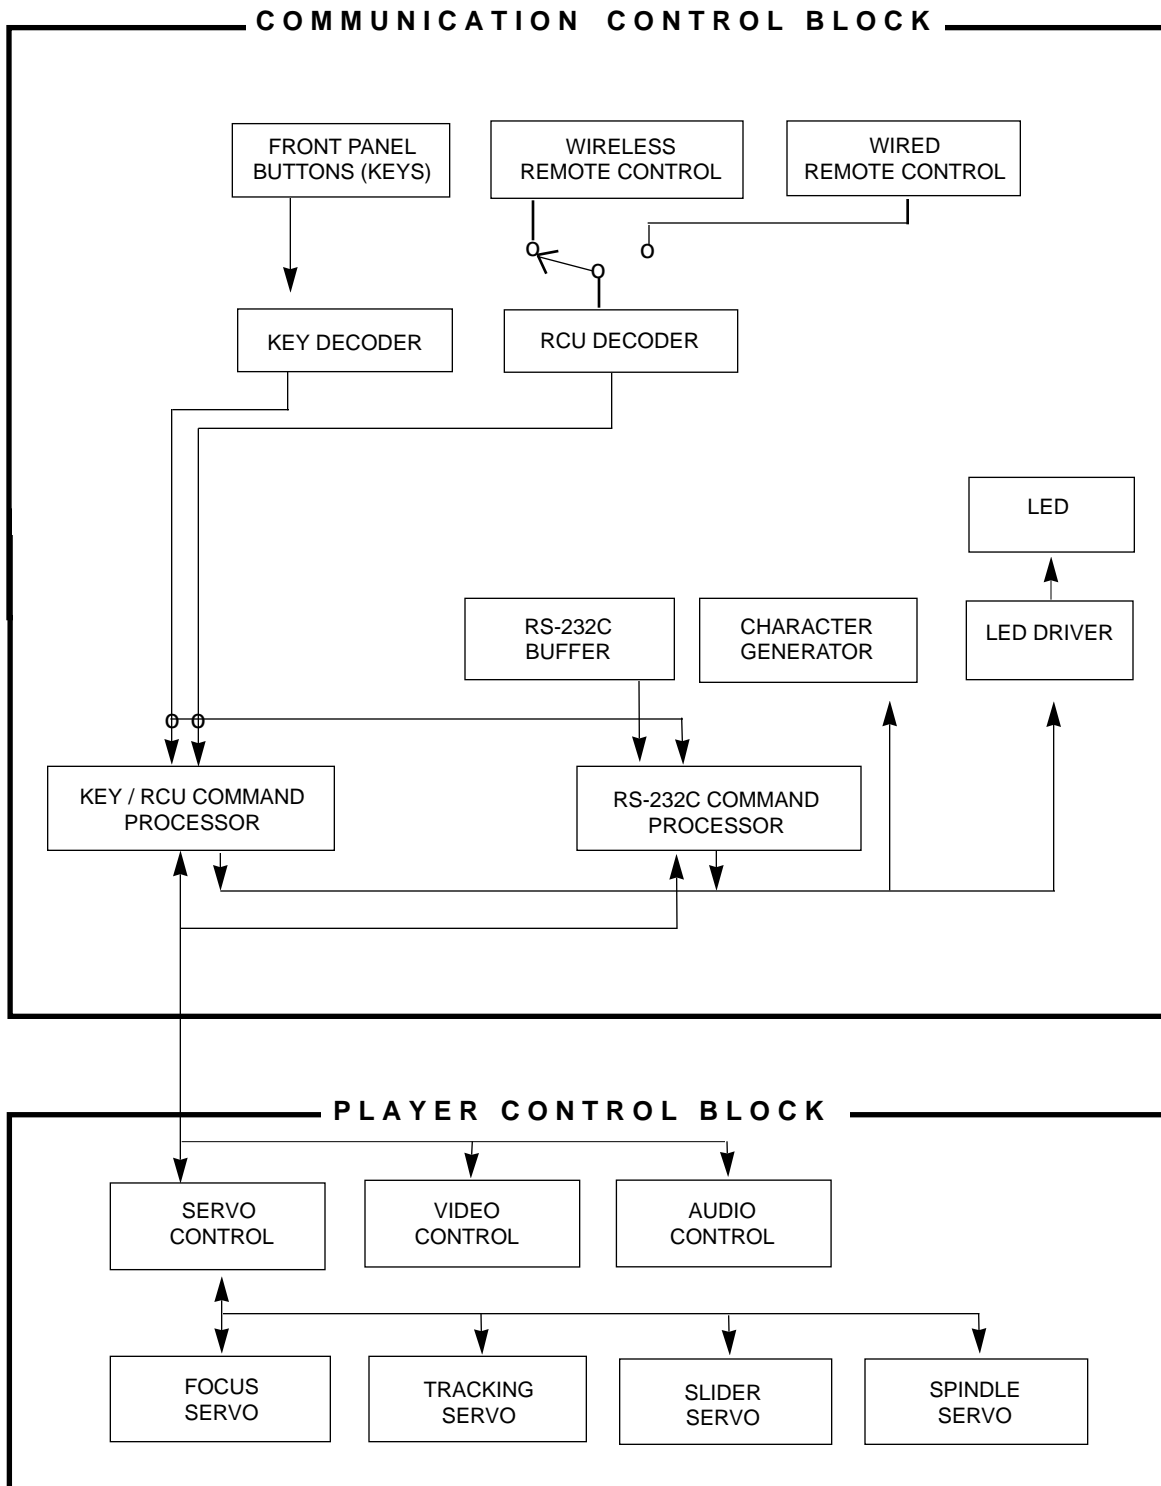 COMMUNICATION CONTROL BLOCK
FRONT PANEL
BUTTONS (KEYS)
WIRELESS
REMOTE CONTROL
WIRED
REMOTE CONTROL
KEY DECODER
RCU DECODER
LED
RS-232C
BUFFER
CHARACTER
GENERATOR
LED DRIVER
KEY / RCU COMMAND
PROCESSOR
RS-232C COMMAND
PROCESSOR
PLAYER CONTROL BLOCK
SERVO
CONTROL
VIDEO
CONTROL
AUDIO
CONTROL
FOCUS
SERVO
TRACKING
SERVO
SLIDER
SERVO
SPINDLE
SERVO